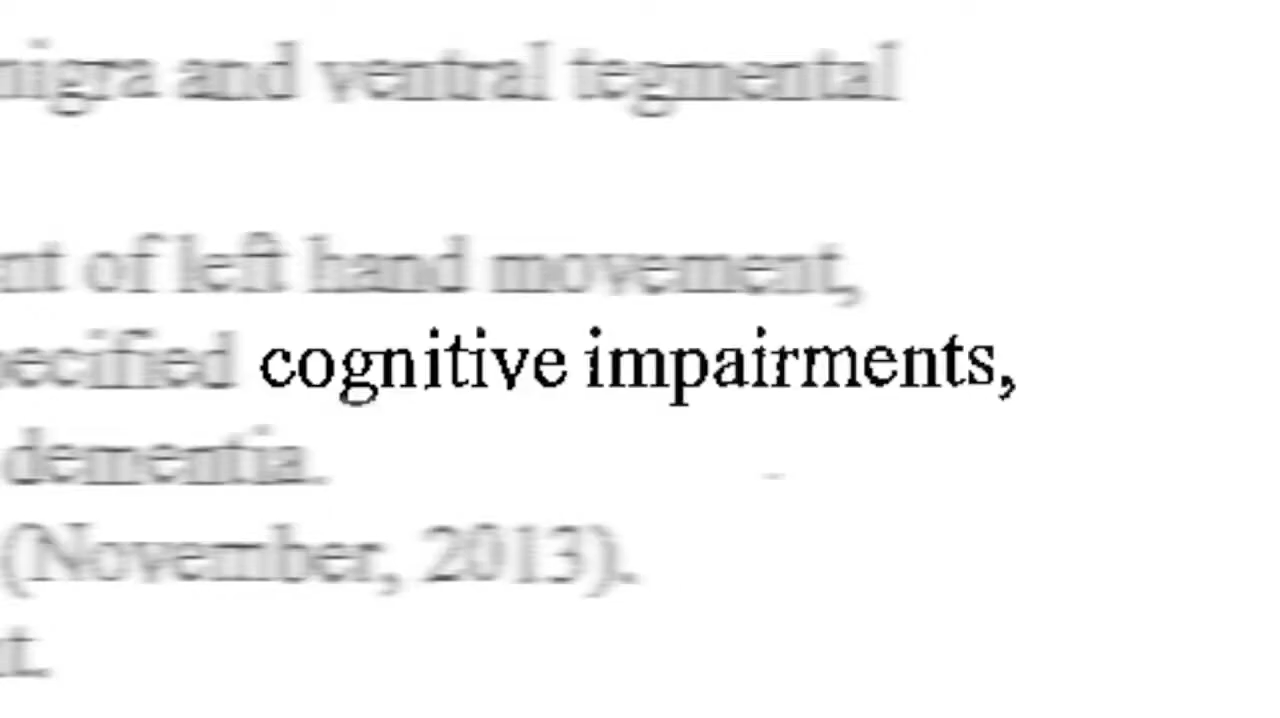 nigra and ventral tegmental
nt of left hand movement,
ecified cognitive impairments,
dementia.
(November, 2013).
t.